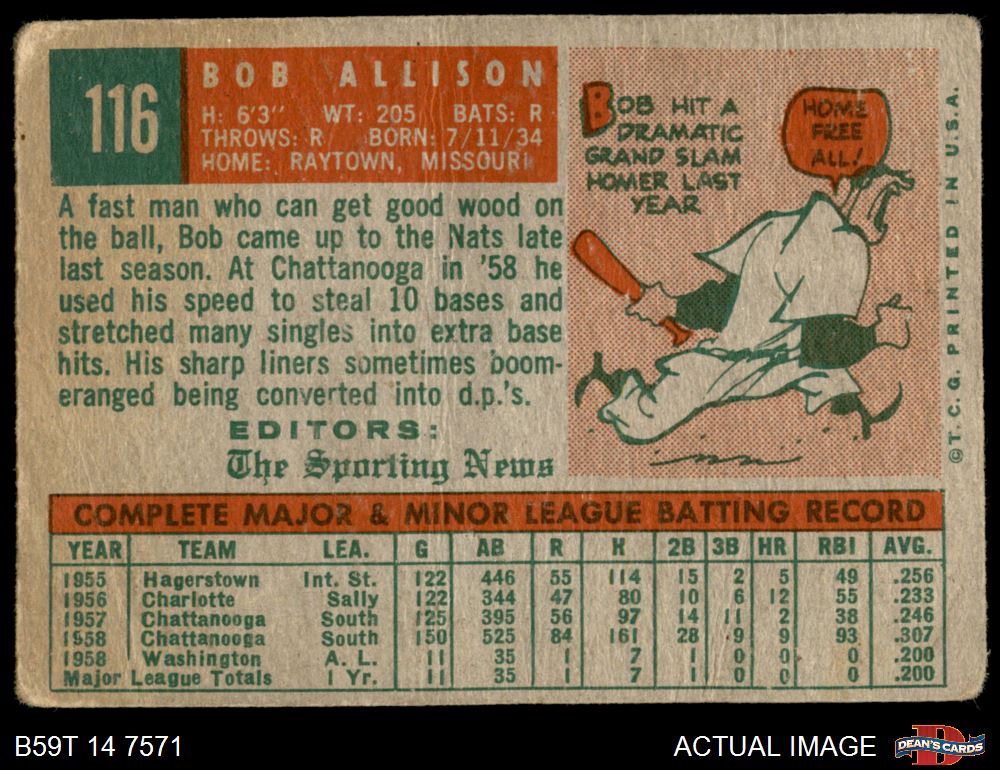 116
BOB ALLISON
H: 6'3" WT: 205 BATS: R
THROWS: R BORN: 7/11/34
HOME: RAYTOWN, MISSOURI
A fast man who can get good wood on
the ball, Bob came up to the Nats late
last season. At Chattanooga in '58 he
used his speed to steal 10 bases and
stretched many singles into extra base
hits. His sharp liners sometimes boom-
eranged being converted into d.p.'s.
EDITORS:
The Sporting News
BOB HIT A
DRAMATIC
GRAND SLAM
HOMER LAST
YEAR
HOME
FREE
ALL!
©T. C. G. PRINTED IN U.S.A.
COMPLETE MAJOR & MINOR LEAGUE BATTING RECORD
YEAR TEAM LEA. G AB R H 2B 3B HR RBI AVG.
1955 Hagerstown Int. St. 122 446 55 114 15 2 5 49 .256
1956 Charlotte Sally 122 344 47 80 10 6 12 55 .233
1957 Chattanooga South 125 395 56 97 14 11 2 38 .246
1958 Chattanooga South 150 525 84 161 28 9 9 93 .307
1958 Washington A. L. 11 35 1 7 1 0 0 0 .200
Major League Totals 1 Yr. 11 35 1 7 1 0 0 0 .200
B59T 14 7571
ACTUAL IMAGE
D
DEAN'S CARDS